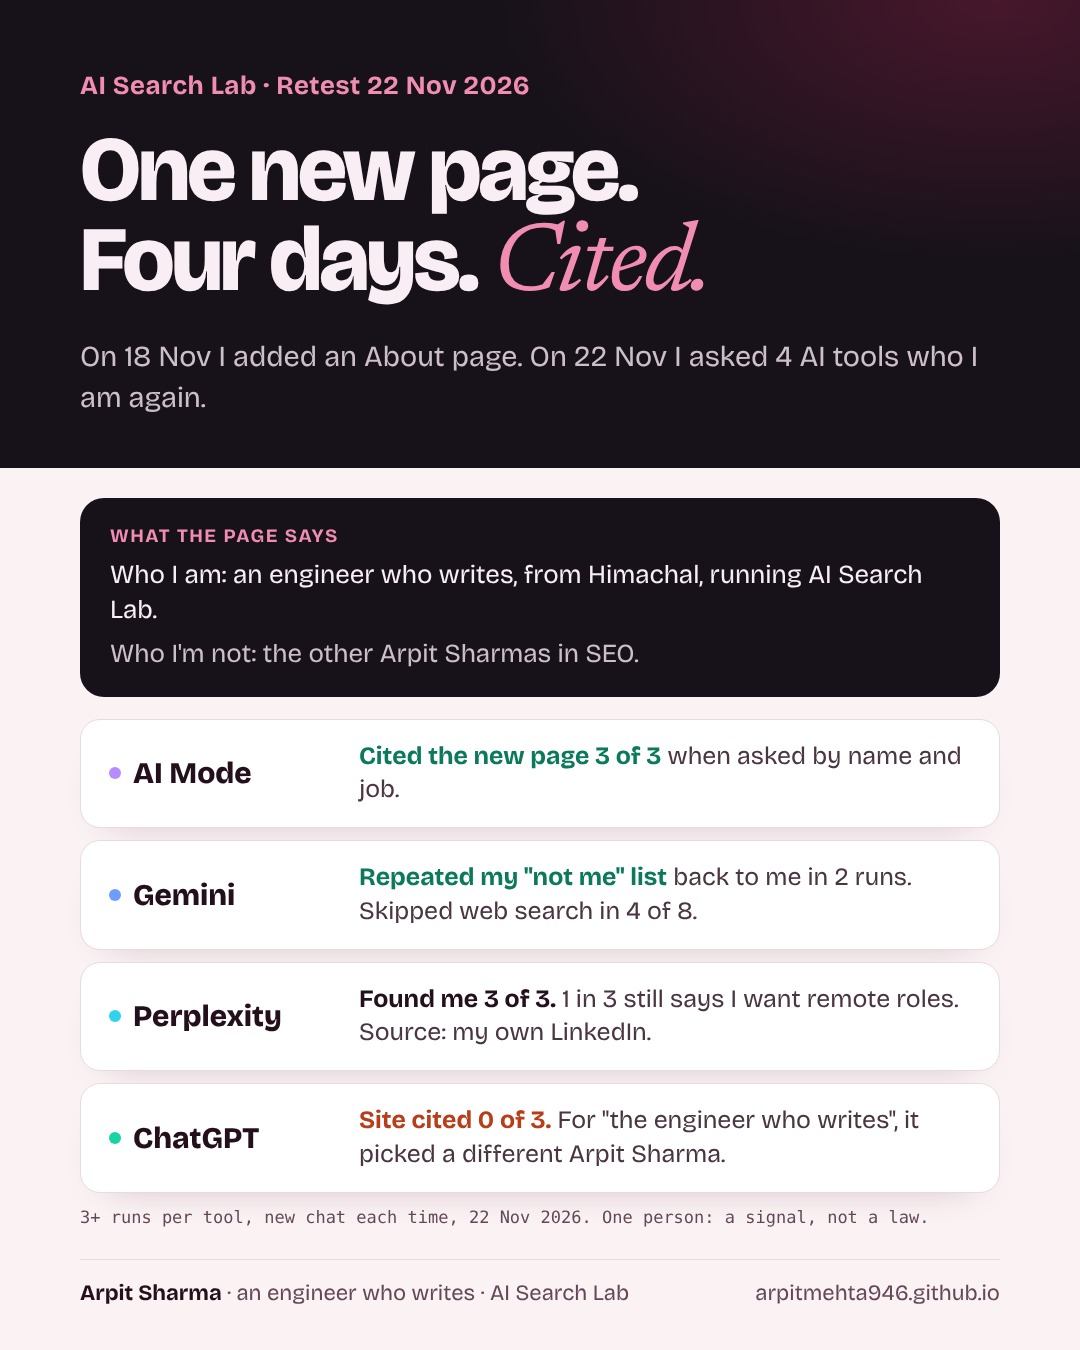 AI Search Lab · Retest 22 Nov 2026
One new page.
Four days. Cited.
On 18 Nov I added an About page. On 22 Nov I asked 4 AI tools who I
am again.
WHAT THE PAGE SAYS
Who I am: an engineer who writes, from Himachal, running AI Search
Lab.
Who I'm not: the other Arpit Sharmas in SEO.
AI Mode
Cited the new page 3 of 3 when asked by name and
job.
Gemini
Repeated my "not me" list back to me in 2 runs.
Skipped web search in 4 of 8.
Perplexity
Found me 3 of 3. 1 in 3 still says I want remote roles.
Source: my own LinkedIn.
ChatGPT
Site cited 0 of 3. For "the engineer who writes", it
picked a different Arpit Sharma.
3+ runs per tool, new chat each time, 22 Nov 2026. One person: a signal, not a law.
Arpit Sharma · an engineer who writes · AI Search Lab
arpitmehta946.github.io